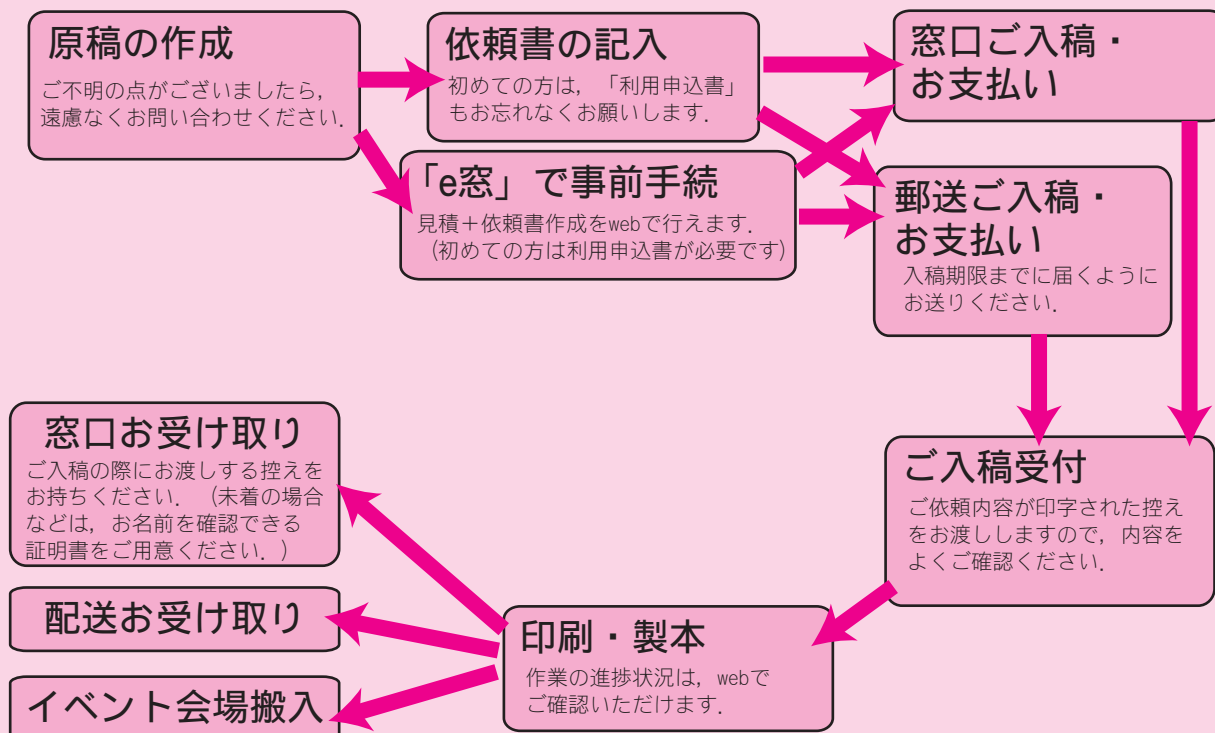 原稿の作成
ご不明の点がございましたら，
遠慮なくお問い合わせください．
依頼書の記入
初めての方は，「利用申込書」
もお忘れなくお願いします．
「e窓」で事前手続
見積＋依頼書作成をwebで行えます．
（初めての方は利用申込書が必要です）
窓口ご入稿・
お支払い
郵送ご入稿・
お支払い
入稿期限までに届くように
お送りください．
ご入稿受付
ご依頼内容が印字された控え
をお渡ししますので，内容を
よくご確認ください．
印刷・製本
作業の進捗状況は，webで
ご確認いただけます．
窓口お受け取り
ご入稿の際にお渡しする控えを
お持ちください．（未着の場合
などは，お名前を確認できる
証明書をご用意ください．）
配送お受け取り
イベント会場搬入